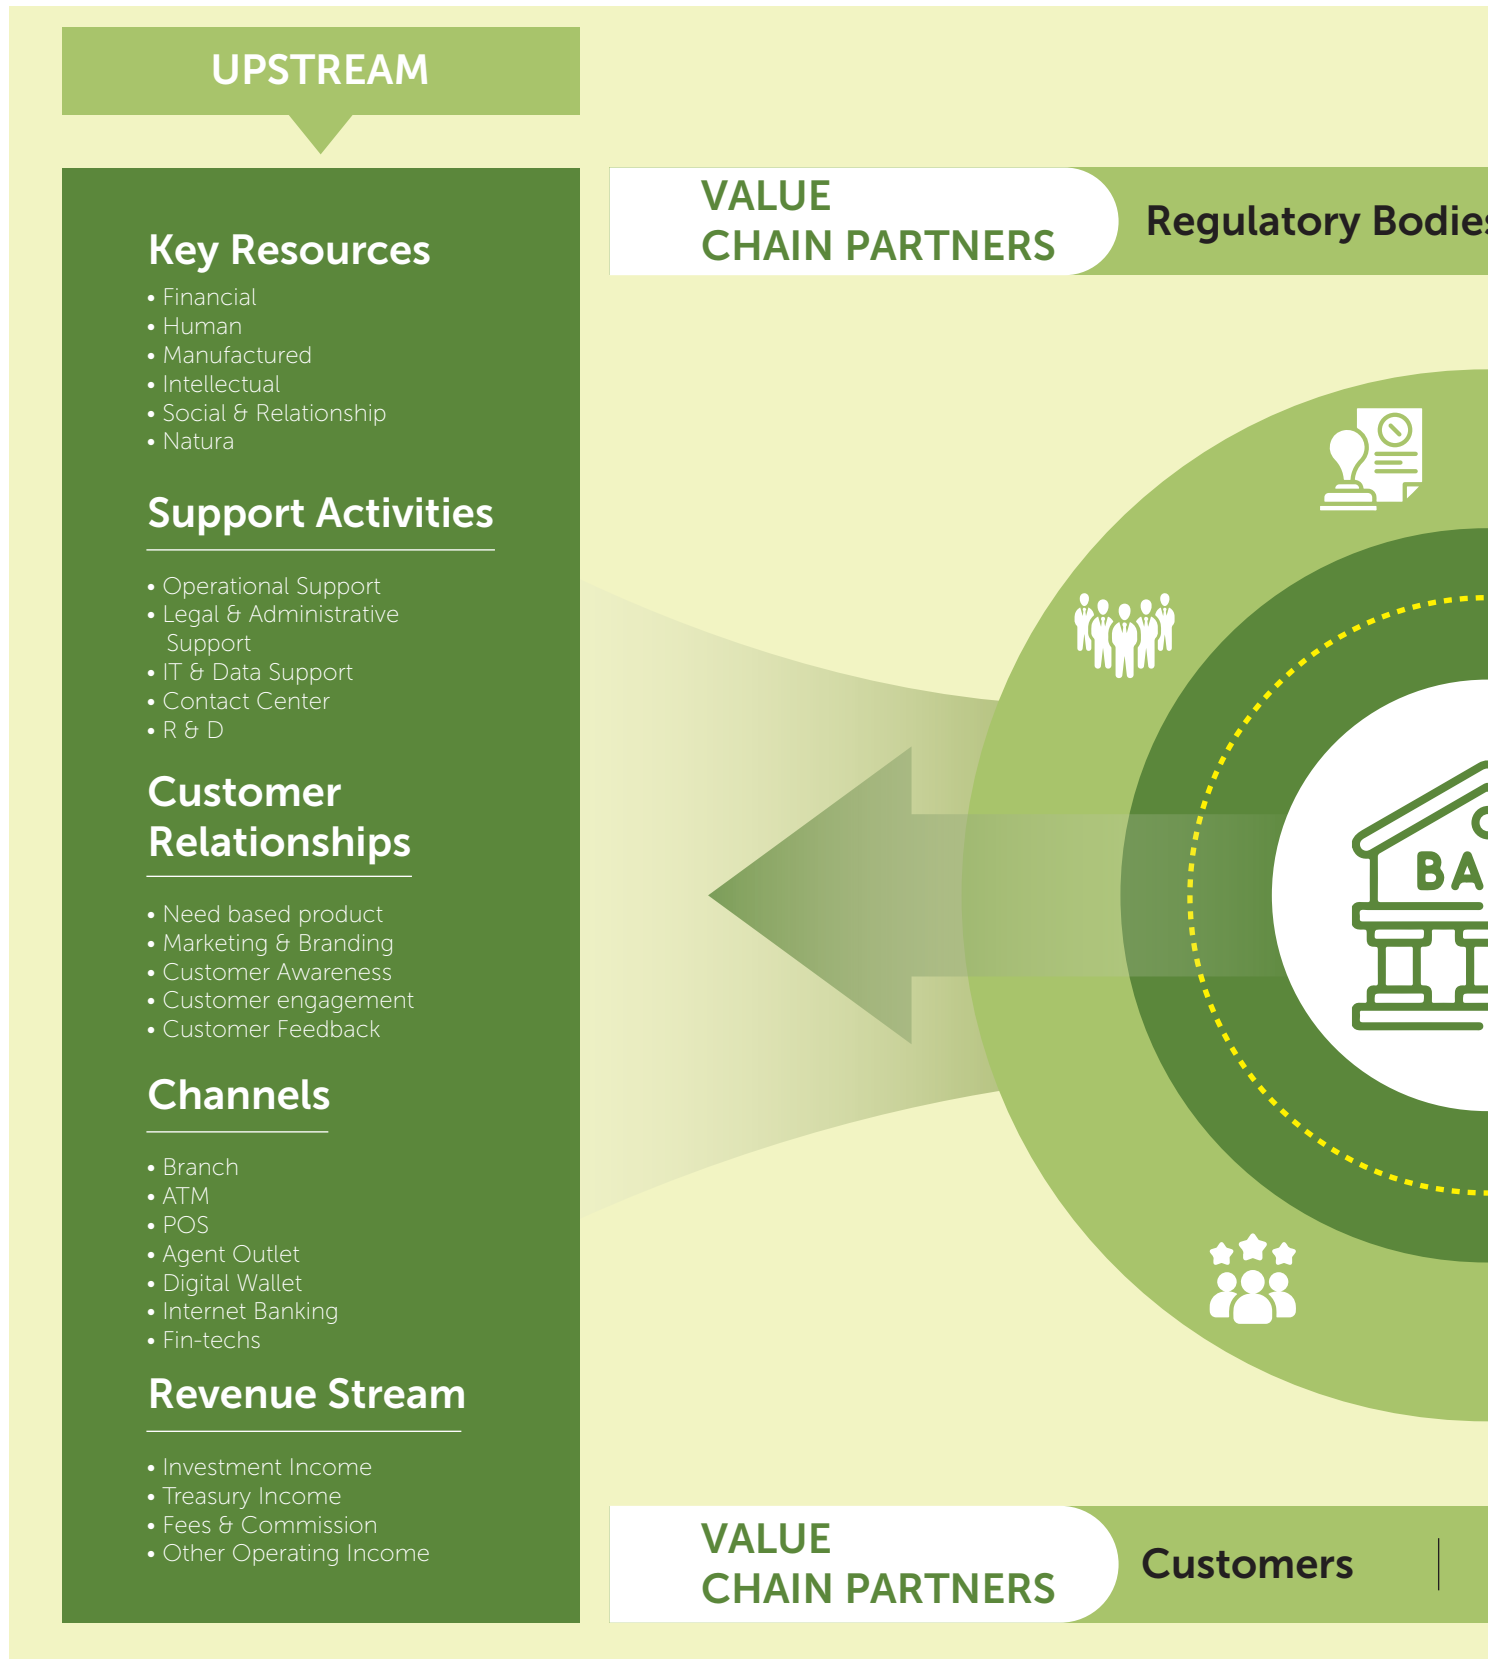 UPSTREAM
Key Resources
• Financial
• Human
• Manufactured
• Intellectual
• Social & Relationship
• Natura
Support Activities
• Operational Support
• Legal & Administrative
Support
• IT & Data Support
• Contact Center
• R & D
Customer
Relationships
• Need based product
• Marketing & Branding
• Customer Awareness
• Customer engagement
• Customer Feedback
Channels
• Branch
• ATM
• POS
• Agent Outlet
• Digital Wallet
• Internet Banking
• Fin-techs
Revenue Stream
• Investment Income
• Treasury Income
• Fees & Commission
• Other Operating Income
VALUE
CHAIN PARTNERS
Regulatory Bodies
BA
VALUE
CHAIN PARTNERS
Customers